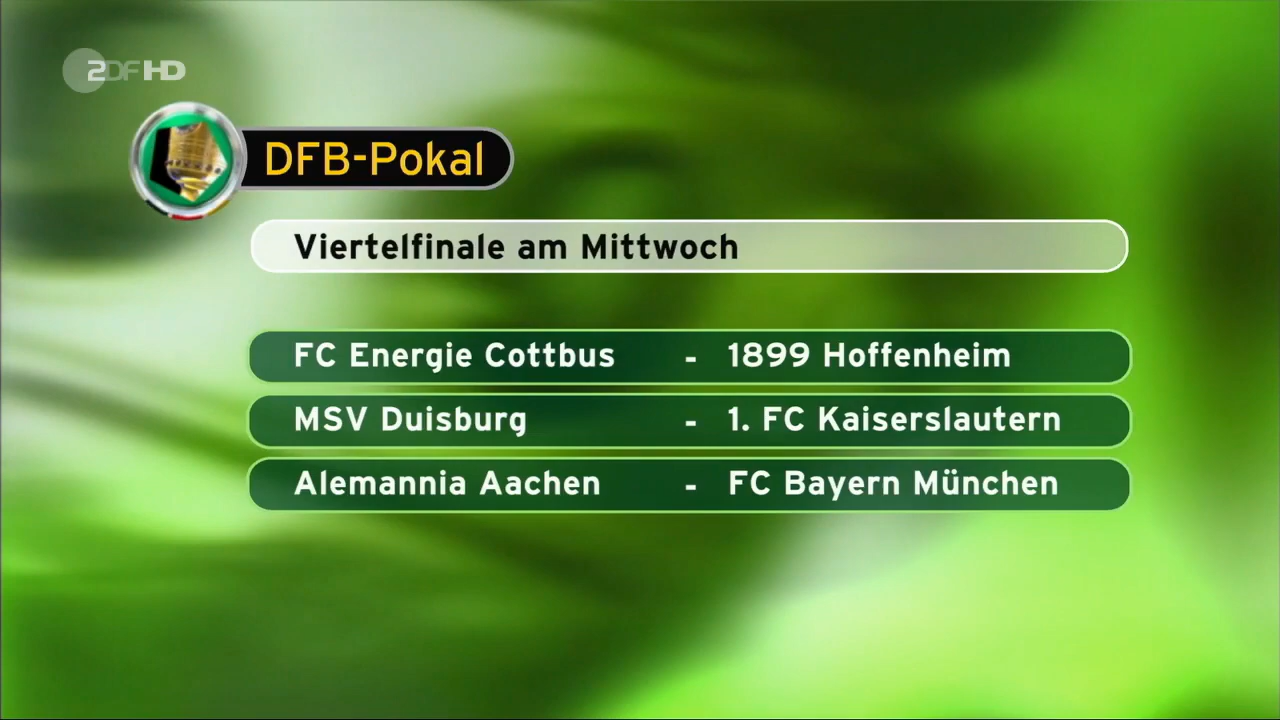 ZDF HD
DFB-Pokal
Viertelfinale am Mittwoch
FC Energie Cottbus - 1899 Hoffenheim
MSV Duisburg - 1. FC Kaiserslautern
Alemannia Aachen - FC Bayern München